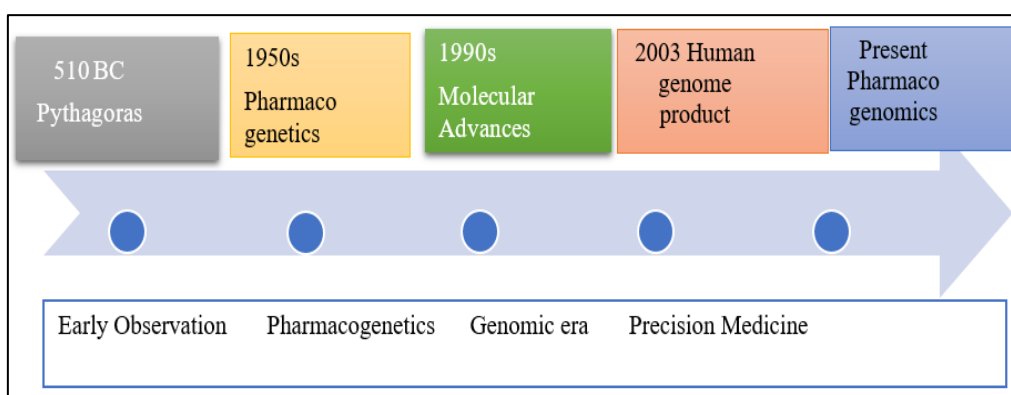 510 BC
Pythagoras
1950s
Pharmaco
genetics
1990s
Molecular
Advances
2003 Human
genome
product
Present
Pharmaco
genomics
Early Observation Pharmacogenetics Genomic era Precision Medicine